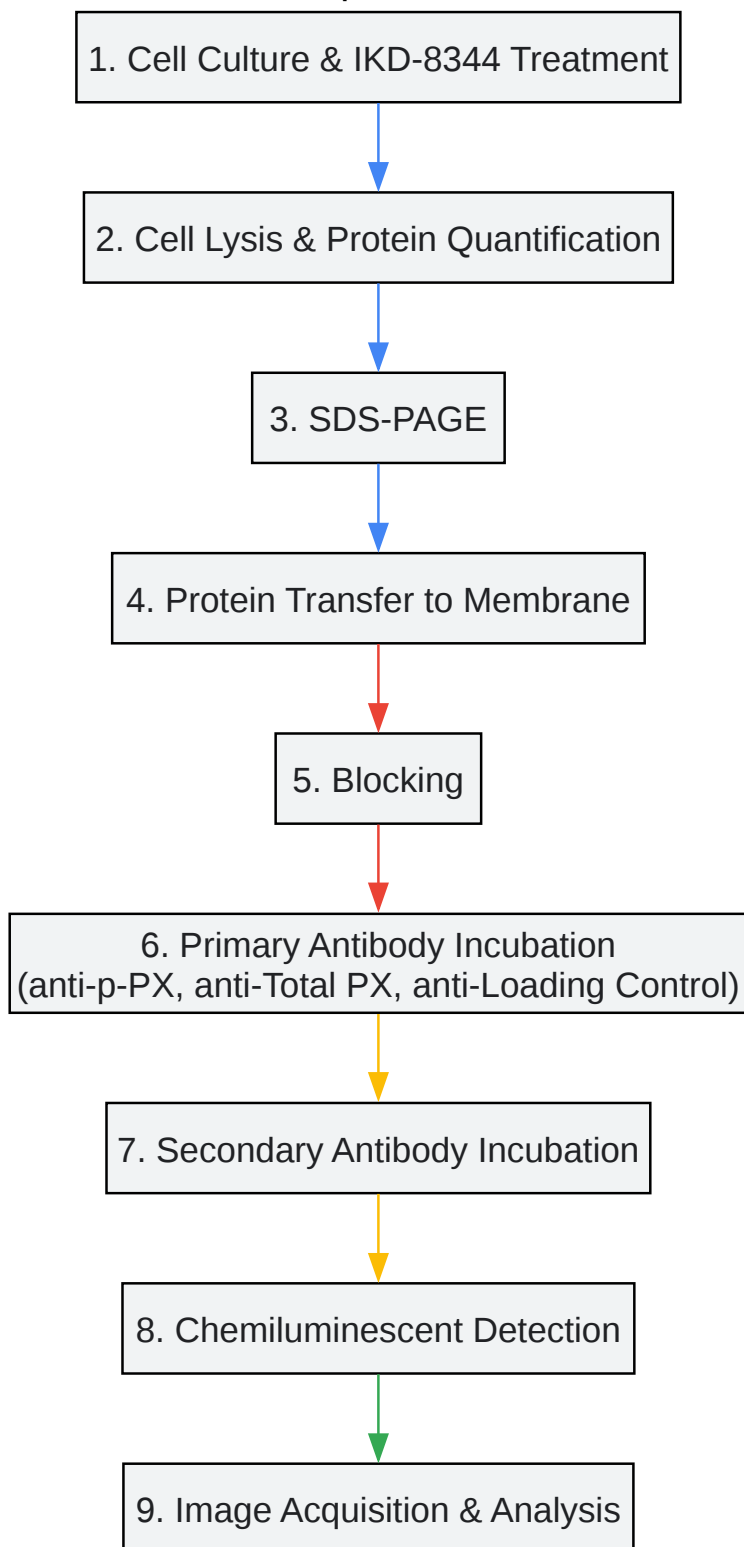 1. Cell Culture & IKD-8344 Treatment
2. Cell Lysis & Protein Quantification
3. SDS-PAGE
4. Protein Transfer to Membrane
5. Blocking
6. Primary Antibody Incubation
(anti-p-PX, anti-Total PX, anti-Loading Control)
7. Secondary Antibody Incubation
8. Chemiluminescent Detection
9. Image Acquisition & Analysis